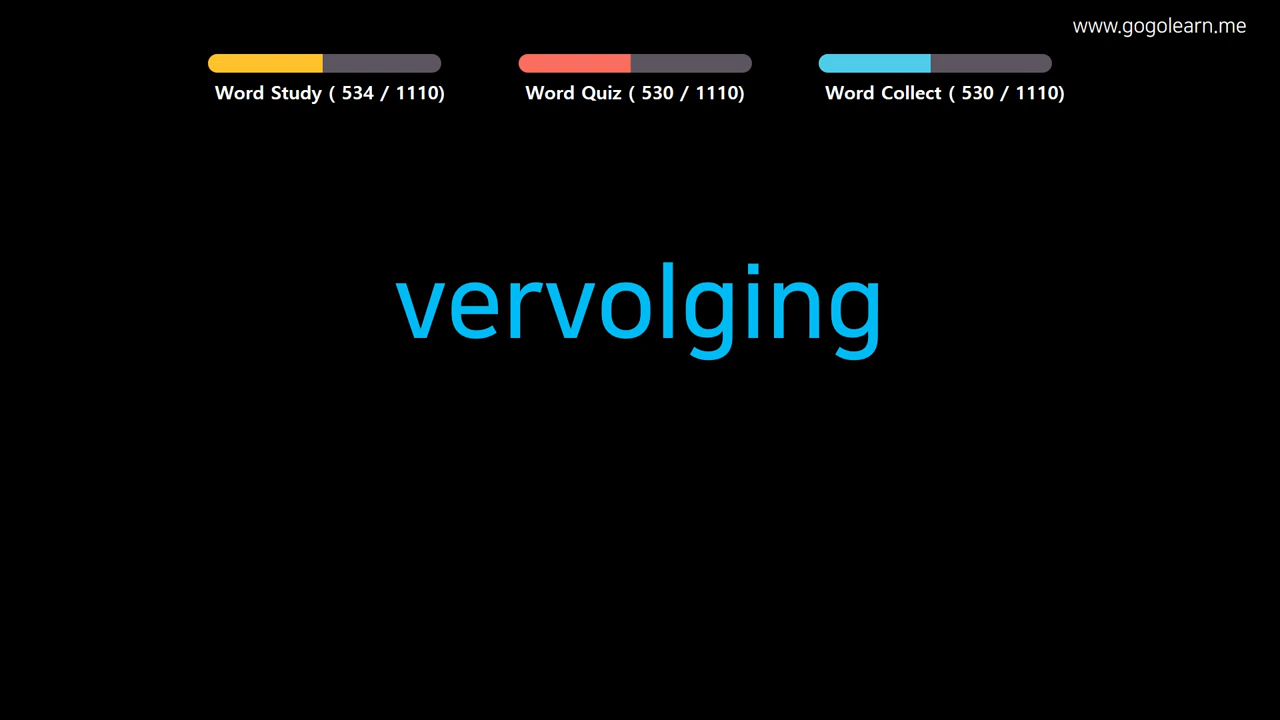 www.gogolearn.me
Word Study ( 534 / 1110)
Word Quiz ( 530 / 1110)
Word Collect ( 530 / 1110)
vervolging